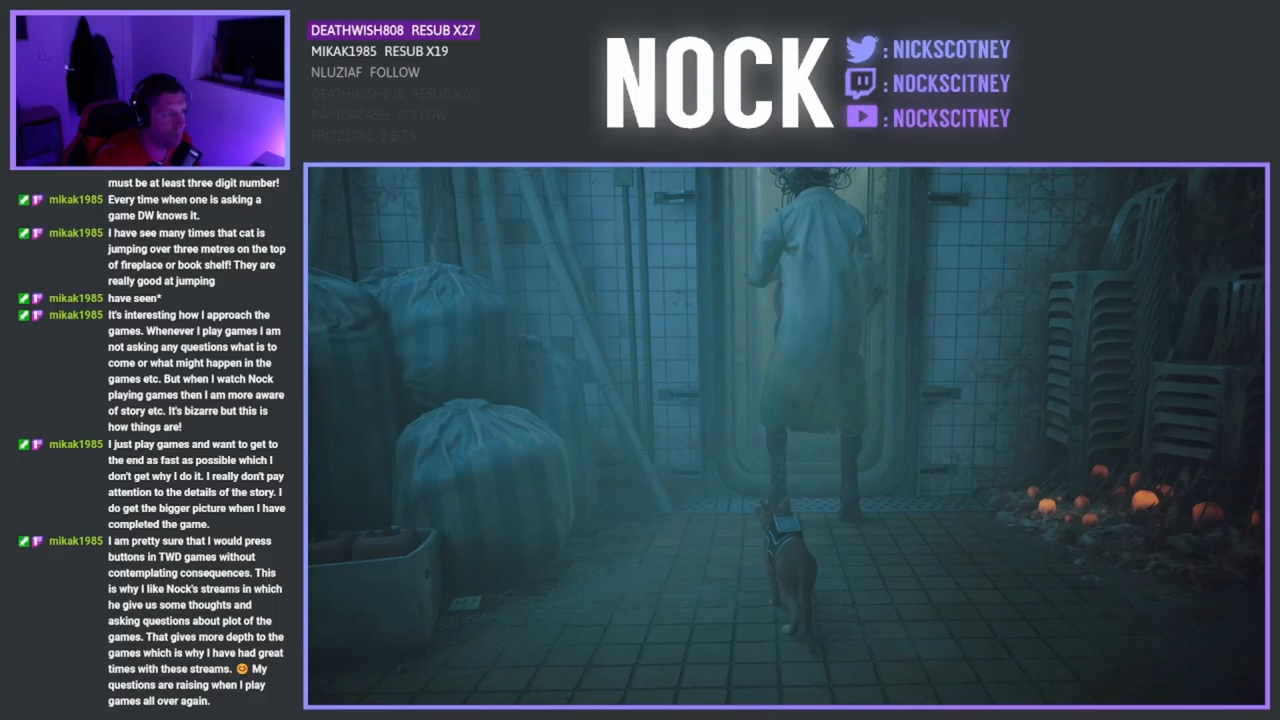 DEATHWISH808 RESUB X27
MIKAK1985 RESUB X19
NLUZIAF FOLLOW
DEATHWISH808 RESUB X26
RAINDACASH FOLLOW
FRITZ1791 2 BITS
NOCK
: NICKSCOTNEY
: NOCKSCITNEY
: NOCKSCITNEY
must be at least three digit number!
mikak1985 Every time when one is asking a
game DW knows it.
mikak1985 I have see many times that cat is
jumping over three metres on the top
of fireplace or book shelf! They are
really good at jumping
mikak1985 have seen*
mikak1985 It's interesting how I approach the
games. Whenever I play games I am
not asking any questions what is to
come or what might happen in the
games etc. But when I watch Nock
playing games then I am more aware
of story etc. It's bizarre but this is
how things are!
mikak1985 I just play games and want to get to
the end as fast as possible which I
don't get why I do it. I really don't pay
attention to the details of the story. I
do get the bigger picture when I have
completed the game.
mikak1985 I am pretty sure that I would press
buttons in TWD games without
contemplating consequences. This
is why I like Nock's streams in which
he give us some thoughts and
asking questions about plot of the
games. That gives more depth to the
games which is why I have had great
times with these streams. 😊 My
questions are raising when I play
games all over again.